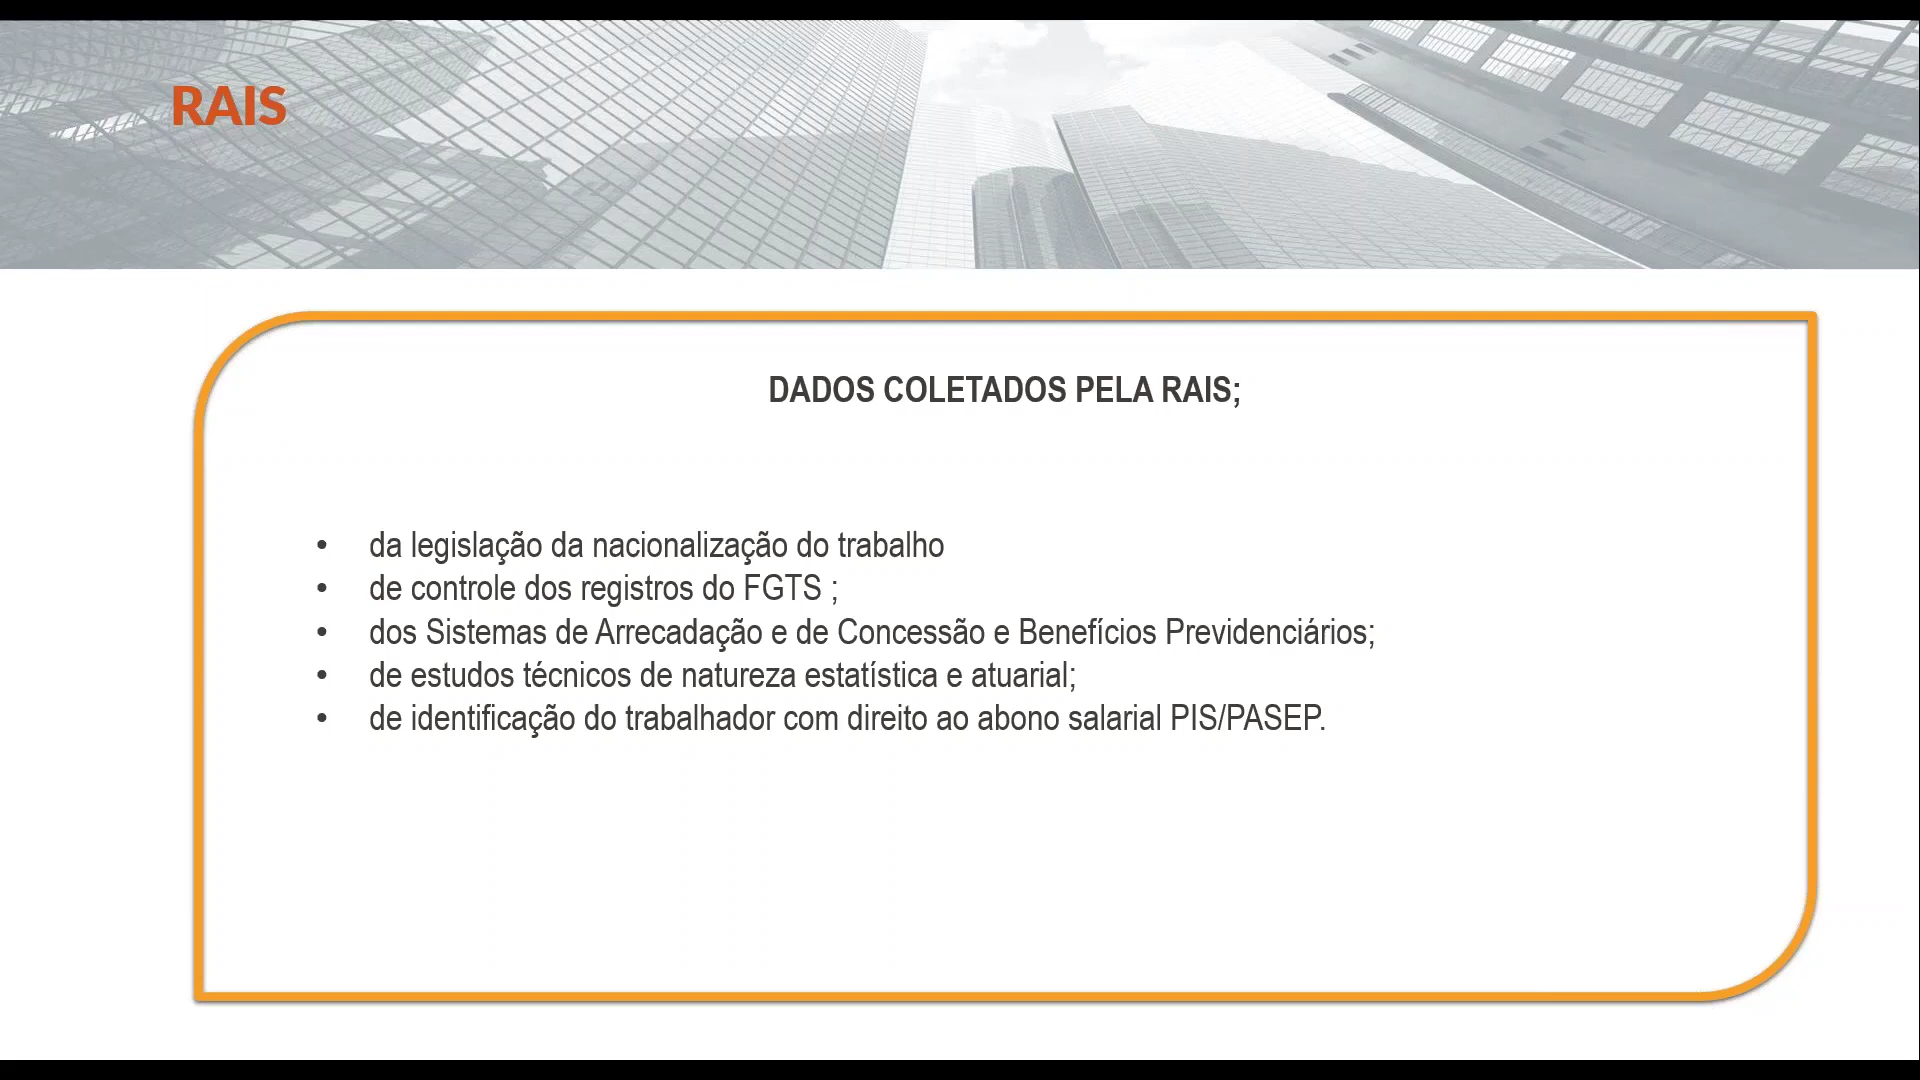 RAIS
DADOS COLETADOS PELA RAIS;
• da legislação da nacionalização do trabalho
• de controle dos registros do FGTS ;
• dos Sistemas de Arrecadação e de Concessão e Benefícios Previdenciários;
• de estudos técnicos de natureza estatística e atuarial;
• de identificação do trabalhador com direito ao abono salarial PIS/PASEP.